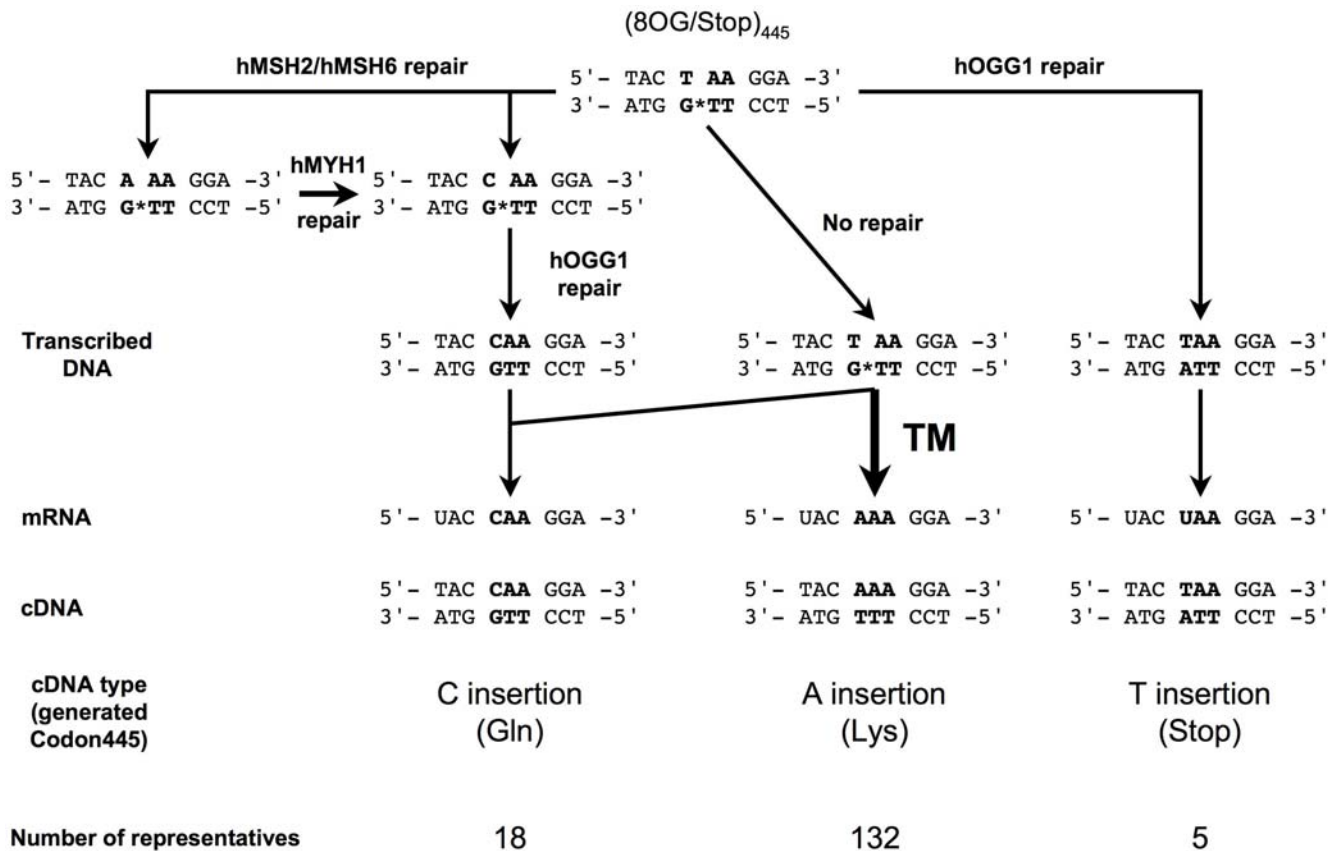 (8OG/Stop)445
hMSH2/hMSH6 repair
hOGG1 repair
5'- TAC T AA GGA -3'
3'- ATG G*TT CCT -5'
hMYH1
repair
5'- TAC A AA GGA -3'
3'- ATG G*TT CCT -5'
5'- TAC C AA GGA -3'
3'- ATG G*TT CCT -5'
No repair
hOGG1
repair
Transcribed
DNA
5'- TAC CAA GGA -3'
3'- ATG GTT CCT -5'
5'- TAC T AA GGA -3'
3'- ATG G*TT CCT -5'
5'- TAC TAA GGA -3'
3'- ATG ATT CCT -5'
TM
mRNA
5'- UAC CAA GGA -3'
5'- UAC AAA GGA -3'
5'- UAC UAA GGA -3'
cDNA
5'- TAC CAA GGA -3'
3'- ATG GTT CCT -5'
5'- TAC AAA GGA -3'
3'- ATG TTT CCT -5'
5'- TAC TAA GGA -3'
3'- ATG ATT CCT -5'
cDNA type
(generated
Codon445)
C insertion
(Gln)
A insertion
(Lys)
T insertion
(Stop)
Number of representatives
18
132
5